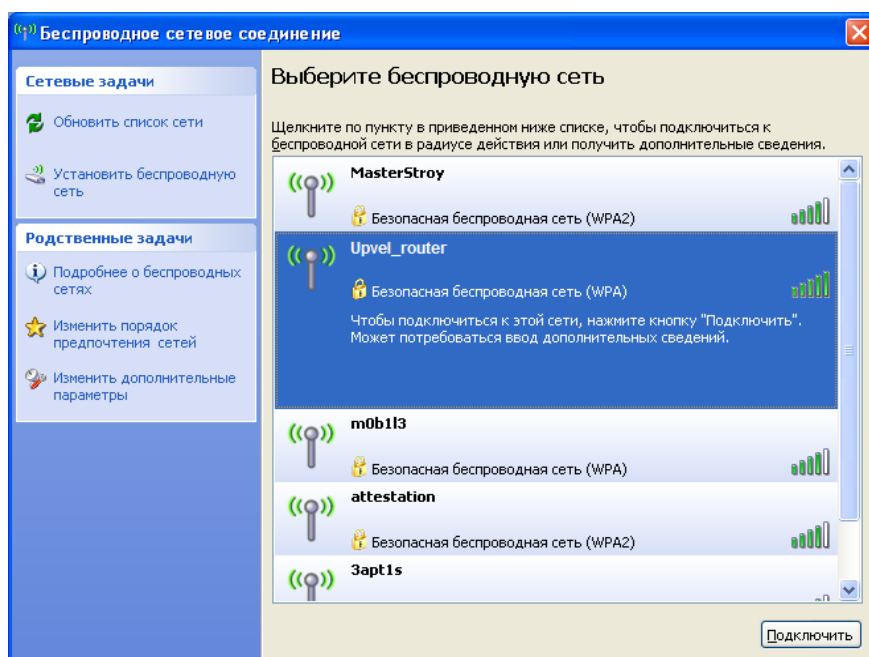 Беспроводное сетевое соединение
Сетевые задачи
Обновить список сети
Установить беспроводную
сеть
Родственные задачи
Подробнее о беспроводных
сетях
Изменить порядок
предпочтения сетей
Изменить дополнительные
параметры
Выберите беспроводную сеть
Щелкните по пункту в приведенном ниже списке, чтобы подключиться к
беспроводной сети в радиусе действия или получить дополнительные сведения.
MasterStroy
Безопасная беспроводная сеть (WPA2)
Upvel_router
Безопасная беспроводная сеть (WPA)
Чтобы подключиться к этой сети, нажмите кнопку "Подключить".
Может потребоваться ввод дополнительных сведений.
m0b1l3
Безопасная беспроводная сеть (WPA)
attestation
Безопасная беспроводная сеть (WPA2)
3apt1s
Подключить